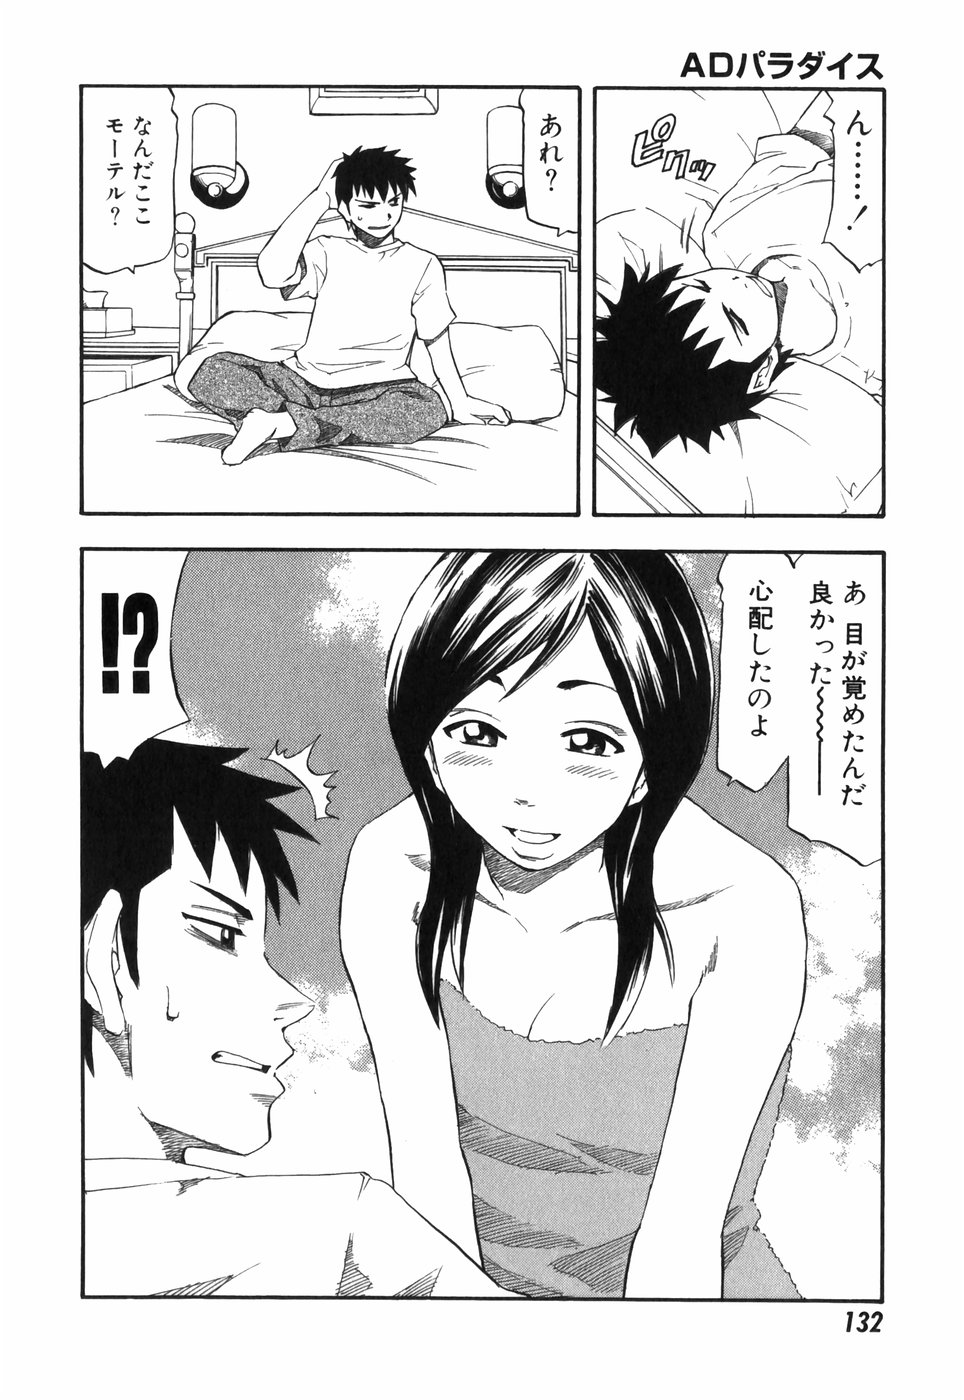 ADパラダイス
ん……!
ピクッ
あれ?
なんだここ
モーテル?
あ 目が覚めたんだ
良かった〜〜〜――
心配したのよ
!?
132